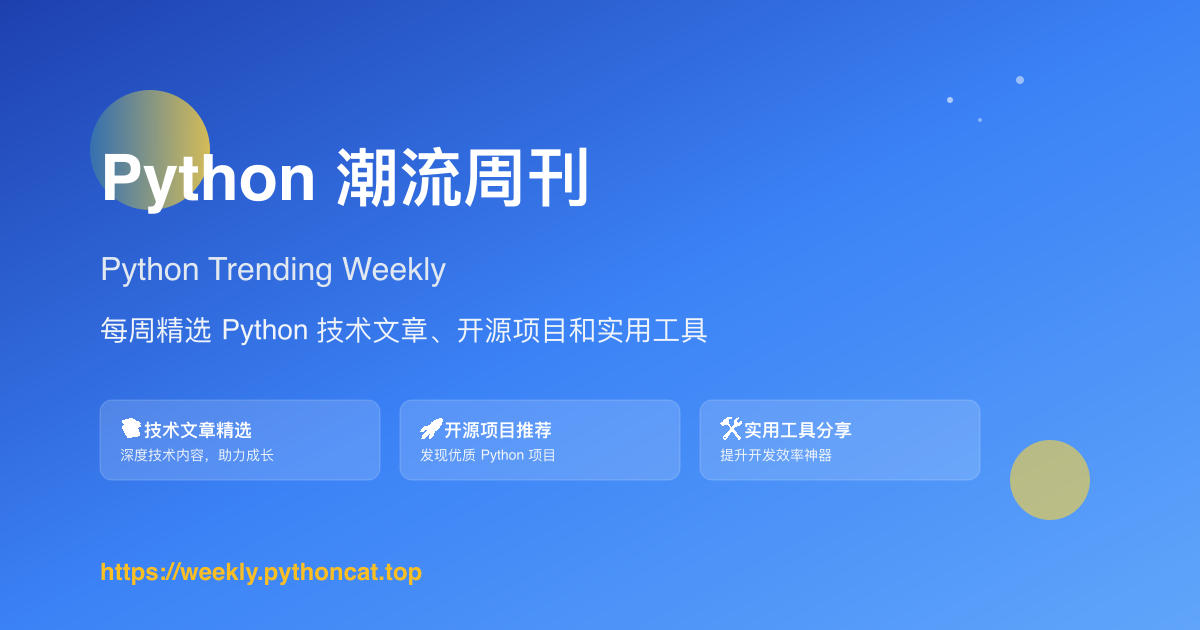 Python 潮流周刊
Python Trending Weekly
每周精选 Python 技术文章、开源项目和实用工具
技术文章精选
深度技术内容，助力成长
开源项目推荐
发现优质 Python 项目
实用工具分享
提升开发效率神器
https://weekly.pythoncat.top